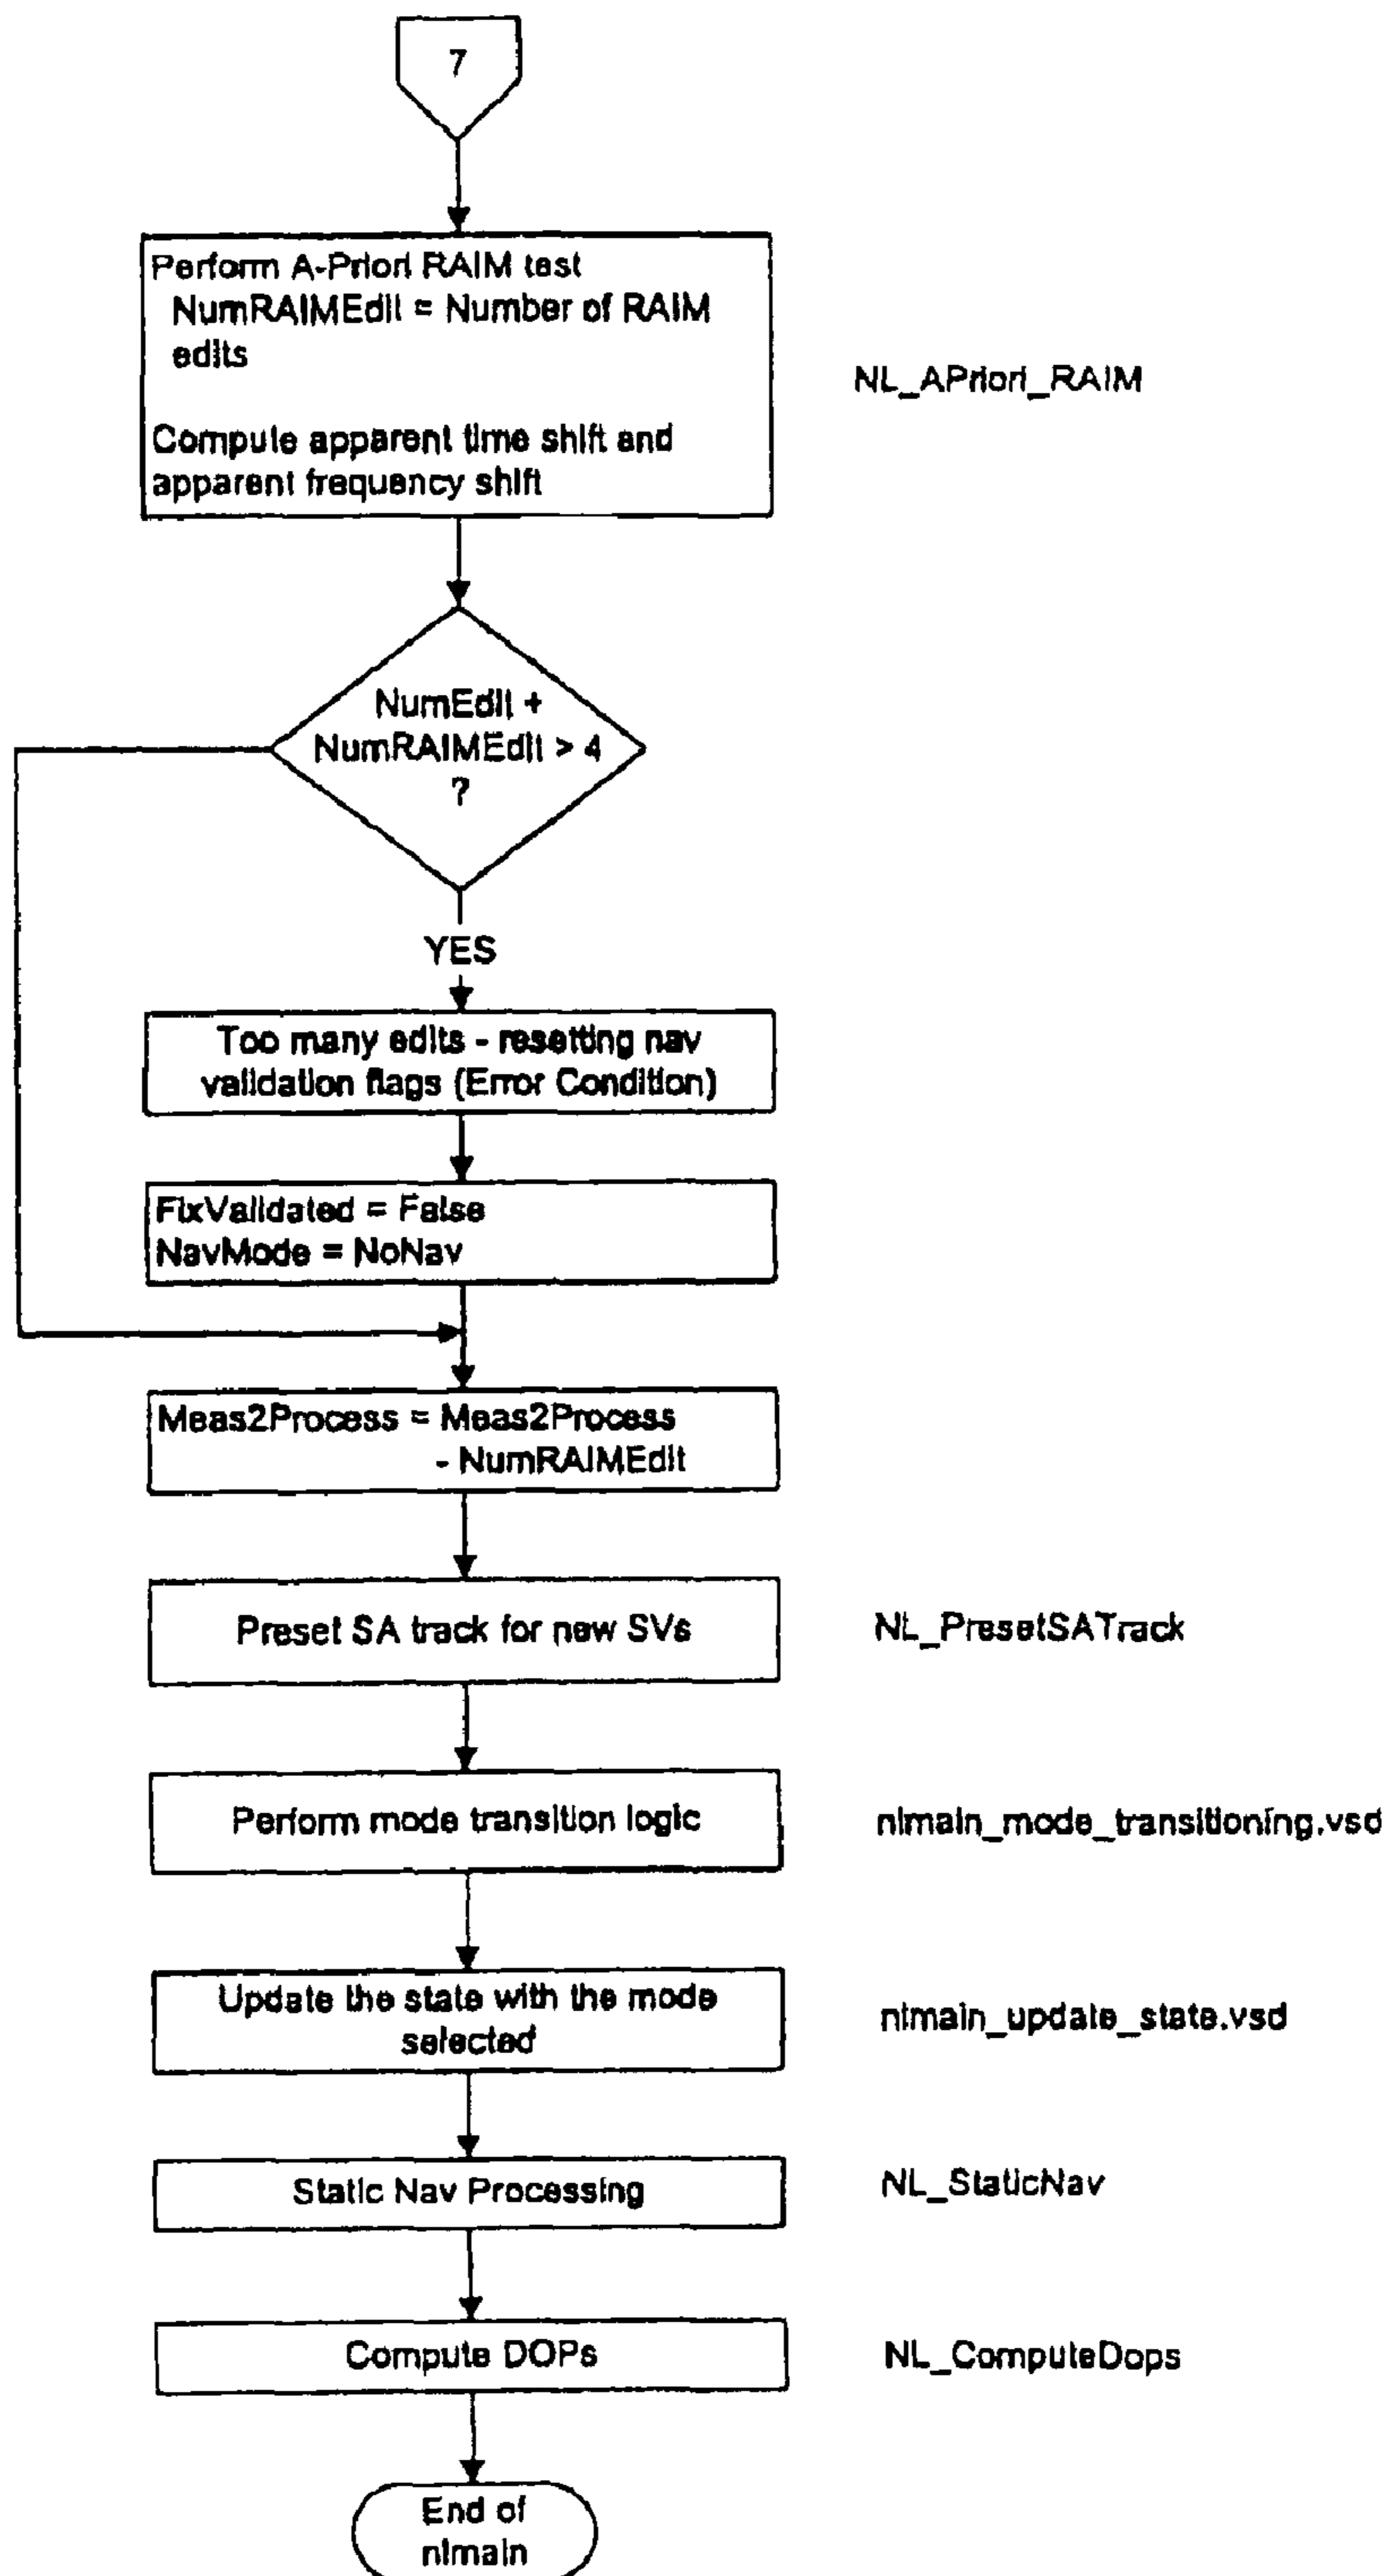 7
Perform A-Priori RAIM test
NumRAIMEdit = Number of RAIM
edits
Compute apparent time shift and
apparent frequency shift
NL_APriori_RAIM
NumEdit +
NumRAIMEdit > 4
?
YES
Too many edits - resetting nav
validation flags (Error Condition)
FixValidated = False
NavMode = NoNav
Meas2Process = Meas2Process
- NumRAIMEdit
Preset SA track for new SVs
NL_PresetSATrack
Perform mode transition logic
nlmain_mode_transitioning.vsd
Update the state with the mode
selected
nlmain_update_state.vsd
Static Nav Processing
NL_StaticNav
Compute DOPs
NL_ComputeDops
End of
nlmain